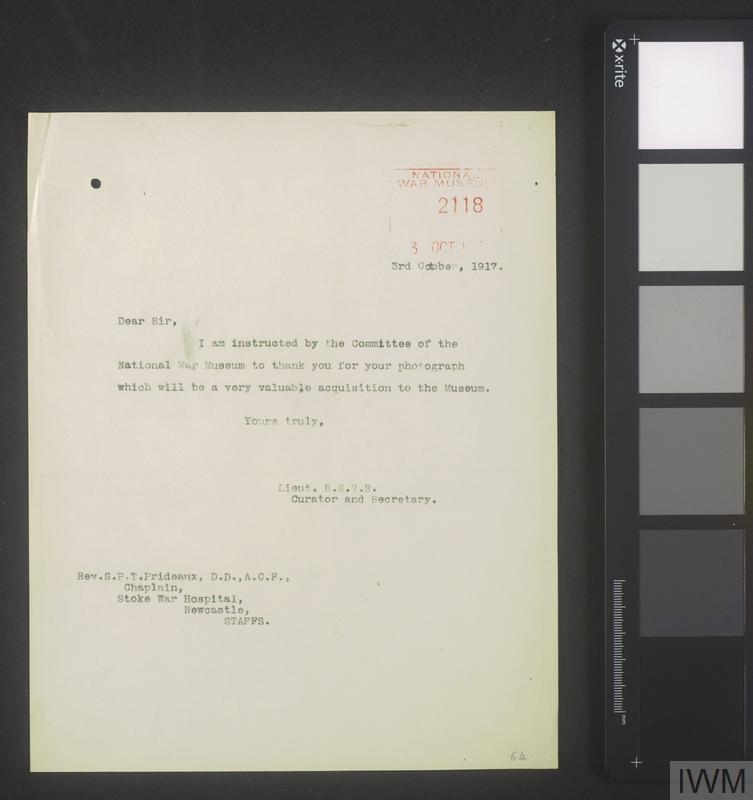 NATIONAL
WAR MUSEUM
2118
3 OCT
3rd October, 1917.
Dear Sir,
I am instructed by the Committee of the
National War Museum to thank you for your photograph
which will be a very valuable acquisition to the Museum.
Yours truly,
Lieut. R.N.V.R.
Curator and Secretary.
Rev.S.P.T.Prideaux, D.D.,A.C.F.,
Chaplain,
Stoke War Hospital,
Newcastle,
STAFFS.
64
x-rite
mm
IWM